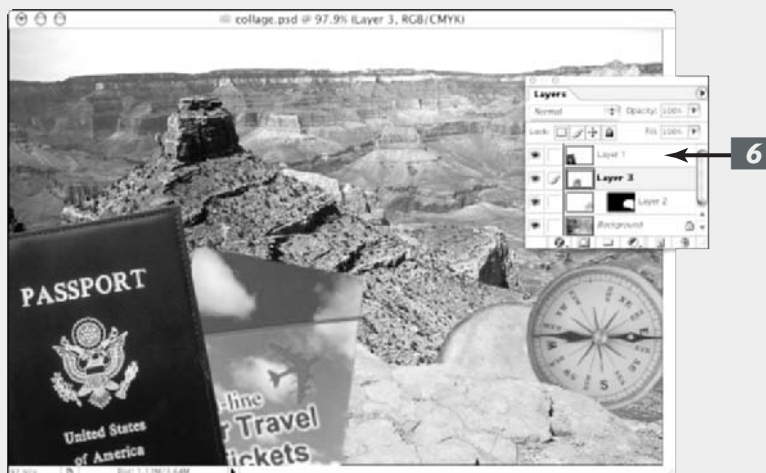 collage.psd @ 97.9% (Layer 3, RGB/CMYK)
Layers
Normal Opacity: 100%
Lock: Fill: 100%
Layer 1
6
Layer 3
Layer 2
Background
PASSPORT
United States
of America
-line
r Travel
ickets
N
S